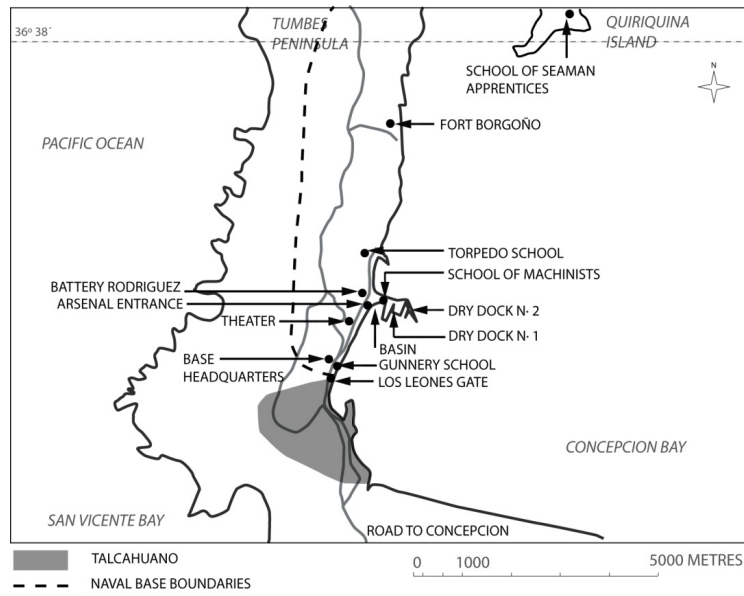 TUMBES
PENINSULA
QUIRIQUINA
ISLAND
36º 38´
SCHOOL OF SEAMAN
APPRENTICES
N
FORT BORGOÑO
PACIFIC OCEAN
TORPEDO SCHOOL
SCHOOL OF MACHINISTS
BATTERY RODRIGUEZ
ARSENAL ENTRANCE
DRY DOCK N· 2
THEATER
DRY DOCK N· 1
BASIN
BASE
HEADQUARTERS
GUNNERY SCHOOL
LOS LEONES GATE
CONCEPCION BAY
SAN VICENTE BAY
ROAD TO CONCEPCION
TALCAHUANO
NAVAL BASE BOUNDARIES
0 1000 5000 METRES